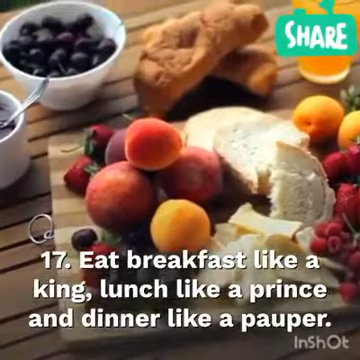 SHARE
17. Eat breakfast like a
king, lunch like a prince
and dinner like a pauper.
InShOt